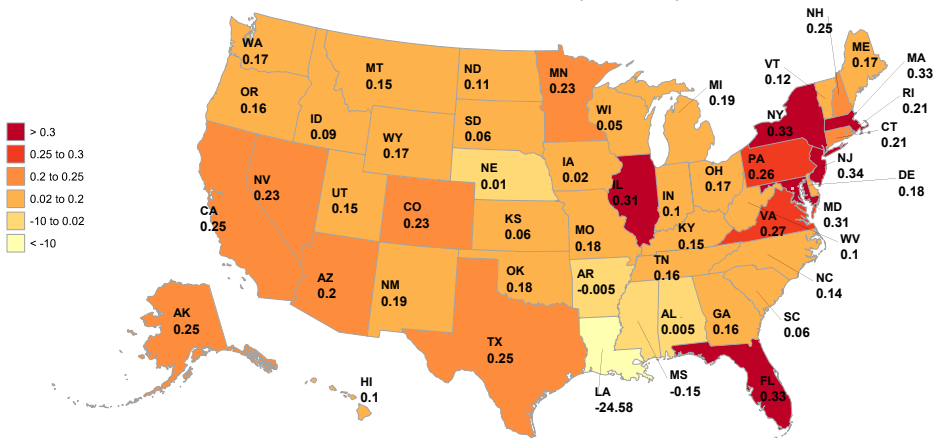 NH
0.25
ME
0.17
WA
0.17
VT
0.12
MA
0.33
MT
0.15
ND
0.11
MN
0.23
MI
0.19
RI
0.21
OR
0.16
WI
0.05
NY
0.33
CT
0.21
ID
0.09
SD
0.06
> 0.3
0.25 to 0.3
0.2 to 0.25
0.02 to 0.2
-10 to 0.02
< -10
WY
0.17
IA
0.02
PA
0.26
NJ
0.34
NE
0.01
OH
0.17
DE
0.18
NV
0.23
UT
0.15
CO
0.23
IL
0.31
IN
0.1
MD
0.31
CA
0.25
KS
0.06
MO
0.18
KY
0.15
VA
0.27
WV
0.1
AZ
0.2
NM
0.19
OK
0.18
AR
-0.005
TN
0.16
NC
0.14
AK
0.25
AL
0.005
GA
0.16
SC
0.06
TX
0.25
HI
0.1
LA
-24.58
MS
-0.15
FL
0.33